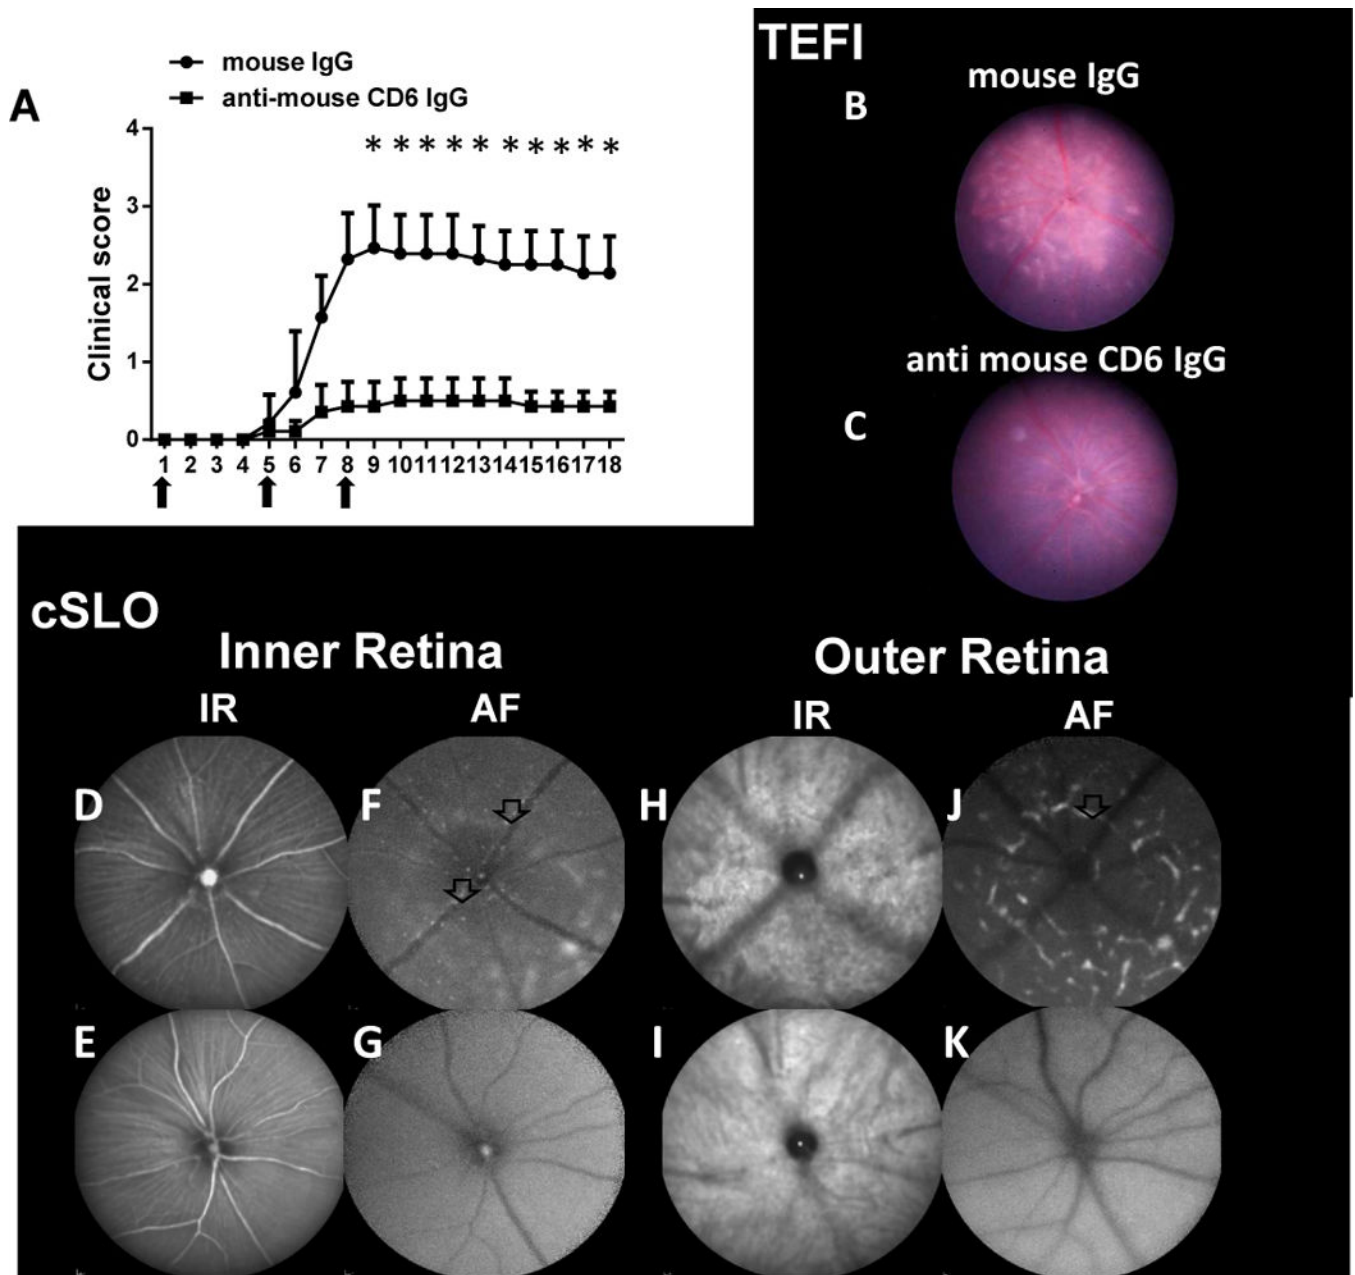 mouse IgG
anti-mouse CD6 IgG
A
4
* * * * * * * * * *
3
2
1
0
Clinical score
1 2 3 4 5 6 7 8 9 10 11 12 13 14 15 16 17 18
TEFI
mouse IgG
B
anti mouse CD6 IgG
C
cSLO
Inner Retina
Outer Retina
IR AF IR AF
D F H J
E G I K